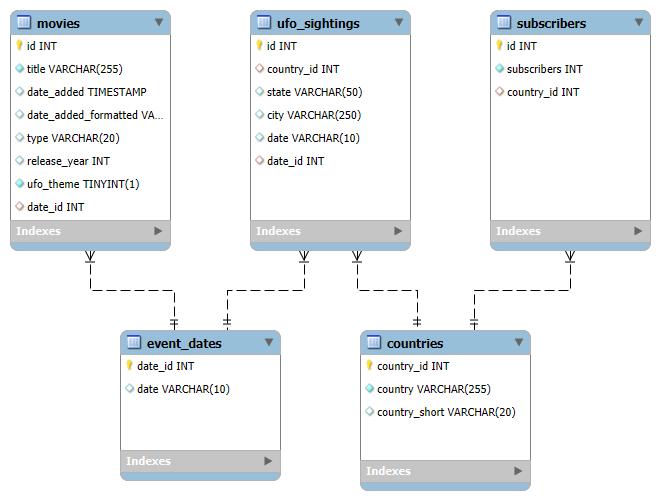 movies
id INT
title VARCHAR(255)
date_added TIMESTAMP
date_added_formatted VA...
type VARCHAR(20)
release_year INT
ufo_theme TINYINT(1)
date_id INT
Indexes
ufo_sightings
id INT
country_id INT
state VARCHAR(50)
city VARCHAR(250)
date VARCHAR(10)
date_id INT
Indexes
subscribers
id INT
subscribers INT
country_id INT
Indexes
event_dates
date_id INT
date VARCHAR(10)
Indexes
countries
country_id INT
country VARCHAR(255)
country_short VARCHAR(20)
Indexes